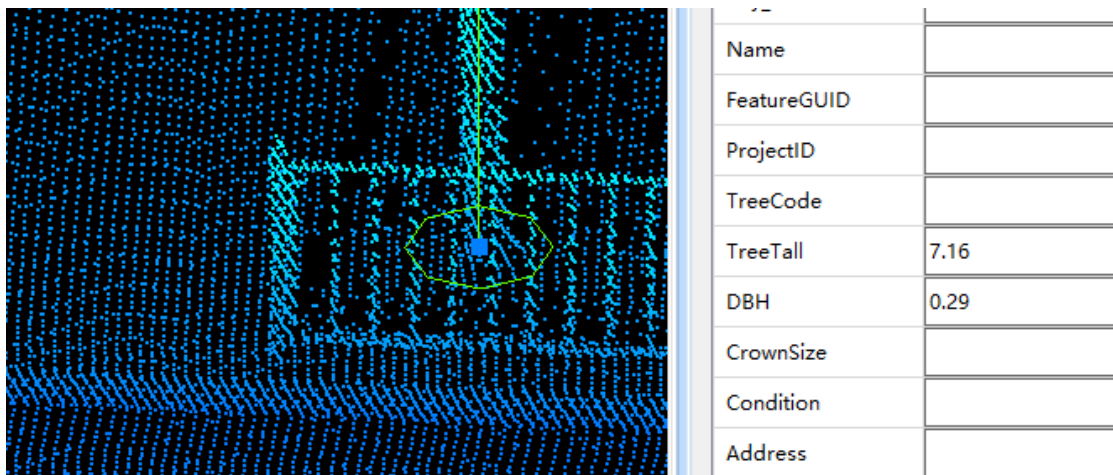 Name
FeatureGUID
ProjectID
TreeCode
TreeTall 7.16
DBH 0.29
CrownSize
Condition
Address